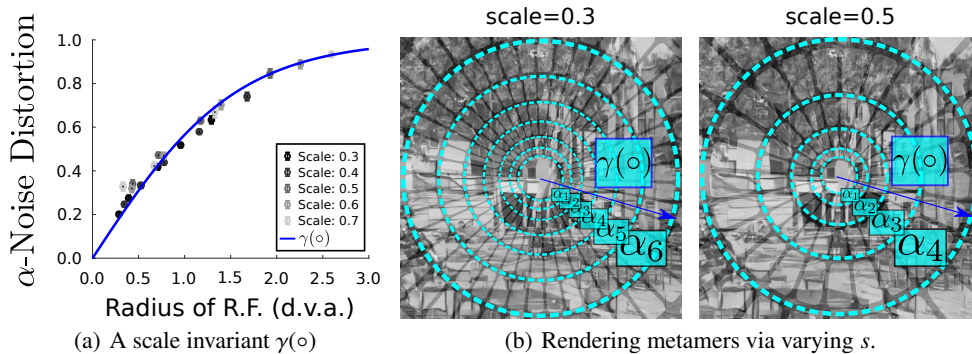 α-Noise Distortion
1.0
0.8
0.6
0.4
0.2
0.0
0.0 0.5 1.0 1.5 2.0 2.5 3.0
Radius of R.F. (d.v.a.)
Scale: 0.3
Scale: 0.4
Scale: 0.5
Scale: 0.6
Scale: 0.7
γ(∘)
(a) A scale invariant γ(∘)
scale=0.3
γ(∘)
α1
α2
α3
α4
α5
α6
scale=0.5
γ(∘)
α1
α2
α3
α4
(b) Rendering metamers via varying s.